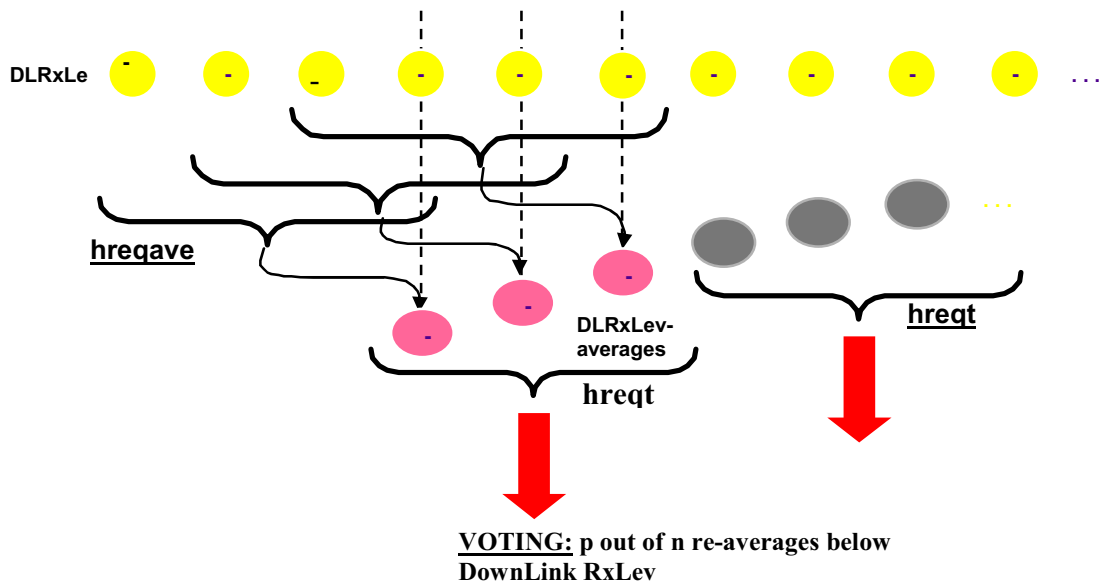 DLRxLe - - - - - - - - - - ...
...
hreqave
- - -
DLRxLev-
averages
hreqt
hreqt
VOTING: p out of n re-averages below
DownLink RxLev